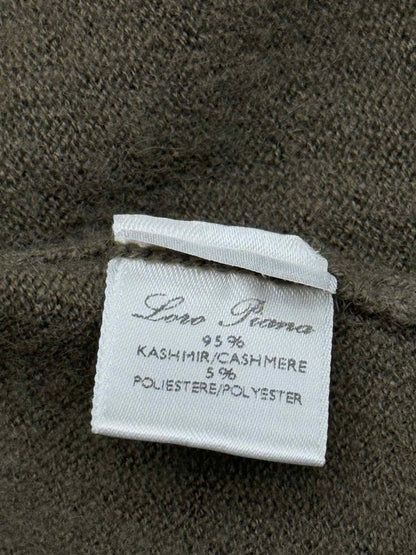 Loro Piana
95%
KASHMIR/CASHMERE
5%
POLIESTERE/POLYESTER